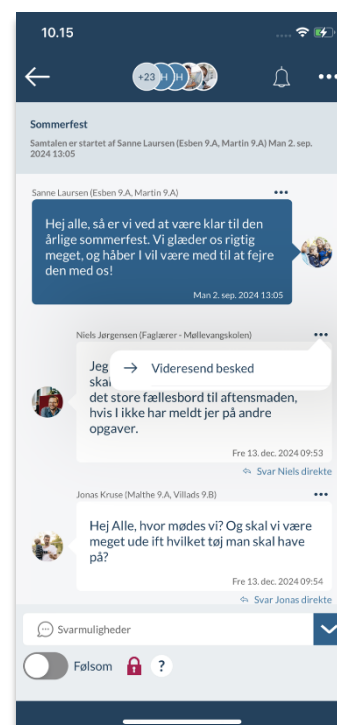 10.15
+23 H H
Sommerfest
Samtalen er startet af Sanne Laursen (Esben 9.A, Martin 9.A) Man 2. sep.
2024 13:05
Sanne Laursen (Esben 9.A, Martin 9.A)
Hej alle, så er vi ved at være klar til den
årlige sommerfest. Vi glæder os rigtig
meget, og håber I vil være med til at fejre
den med os!
Man 2. sep. 2024 13:05
Niels Jørgensen (Faglærer - Møllevangskolen)
Jeg
Videresend besked
det store fællesbord til aftensmaden,
hvis I ikke har meldt jer på andre
opgaver.
Fre 13. dec. 2024 09:53
Svar Niels direkte
Jonas Kruse (Malthe 9.A, Villads 9.B)
Hej Alle, hvor mødes vi? Og skal vi være
meget ude ift hvilket tøj man skal have
på?
Fre 13. dec. 2024 09:54
Svar Jonas direkte
Svarmuligheder
Følsom ?